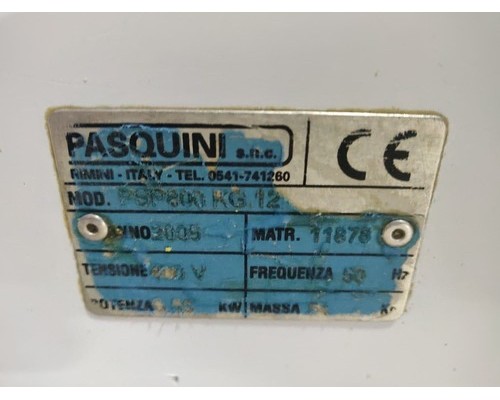 PASQUINI s.n.c.
RIMINI - ITALY - TEL. 0541-741260
CE
MOD. PSP800 KG 12
ANNO 2005 MATR. 11878
TENSIONE 400 V FREQUENZA 50 Hz
POTENZA KW MASSA Kg